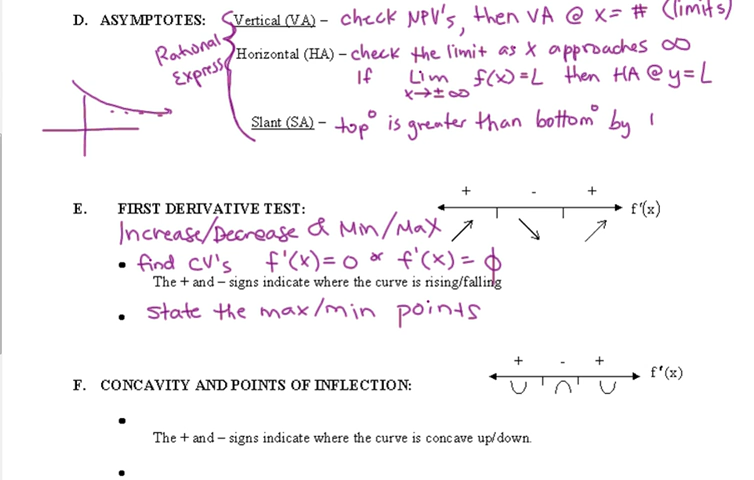 D. ASYMPTOTES: Vertical (VA) – check NPV's, then VA @ x = # (limits)
Rational Express
Horizontal (HA) – check the limit as x approaches ∞
If Lim f(x) = L then HA @ y = L
x→±∞
Slant (SA) – top° is greater than bottom° by 1
+ - +
E. FIRST DERIVATIVE TEST: f'(x)
Increase/Decrease & Min/Max
• find CV's f'(x) = 0 or f'(x) = ϕ
The + and – signs indicate where the curve is rising/falling
• state the max/min points
+ - +
F. CONCAVITY AND POINTS OF INFLECTION: f"(x)
•
The + and – signs indicate where the curve is concave up/down.
•